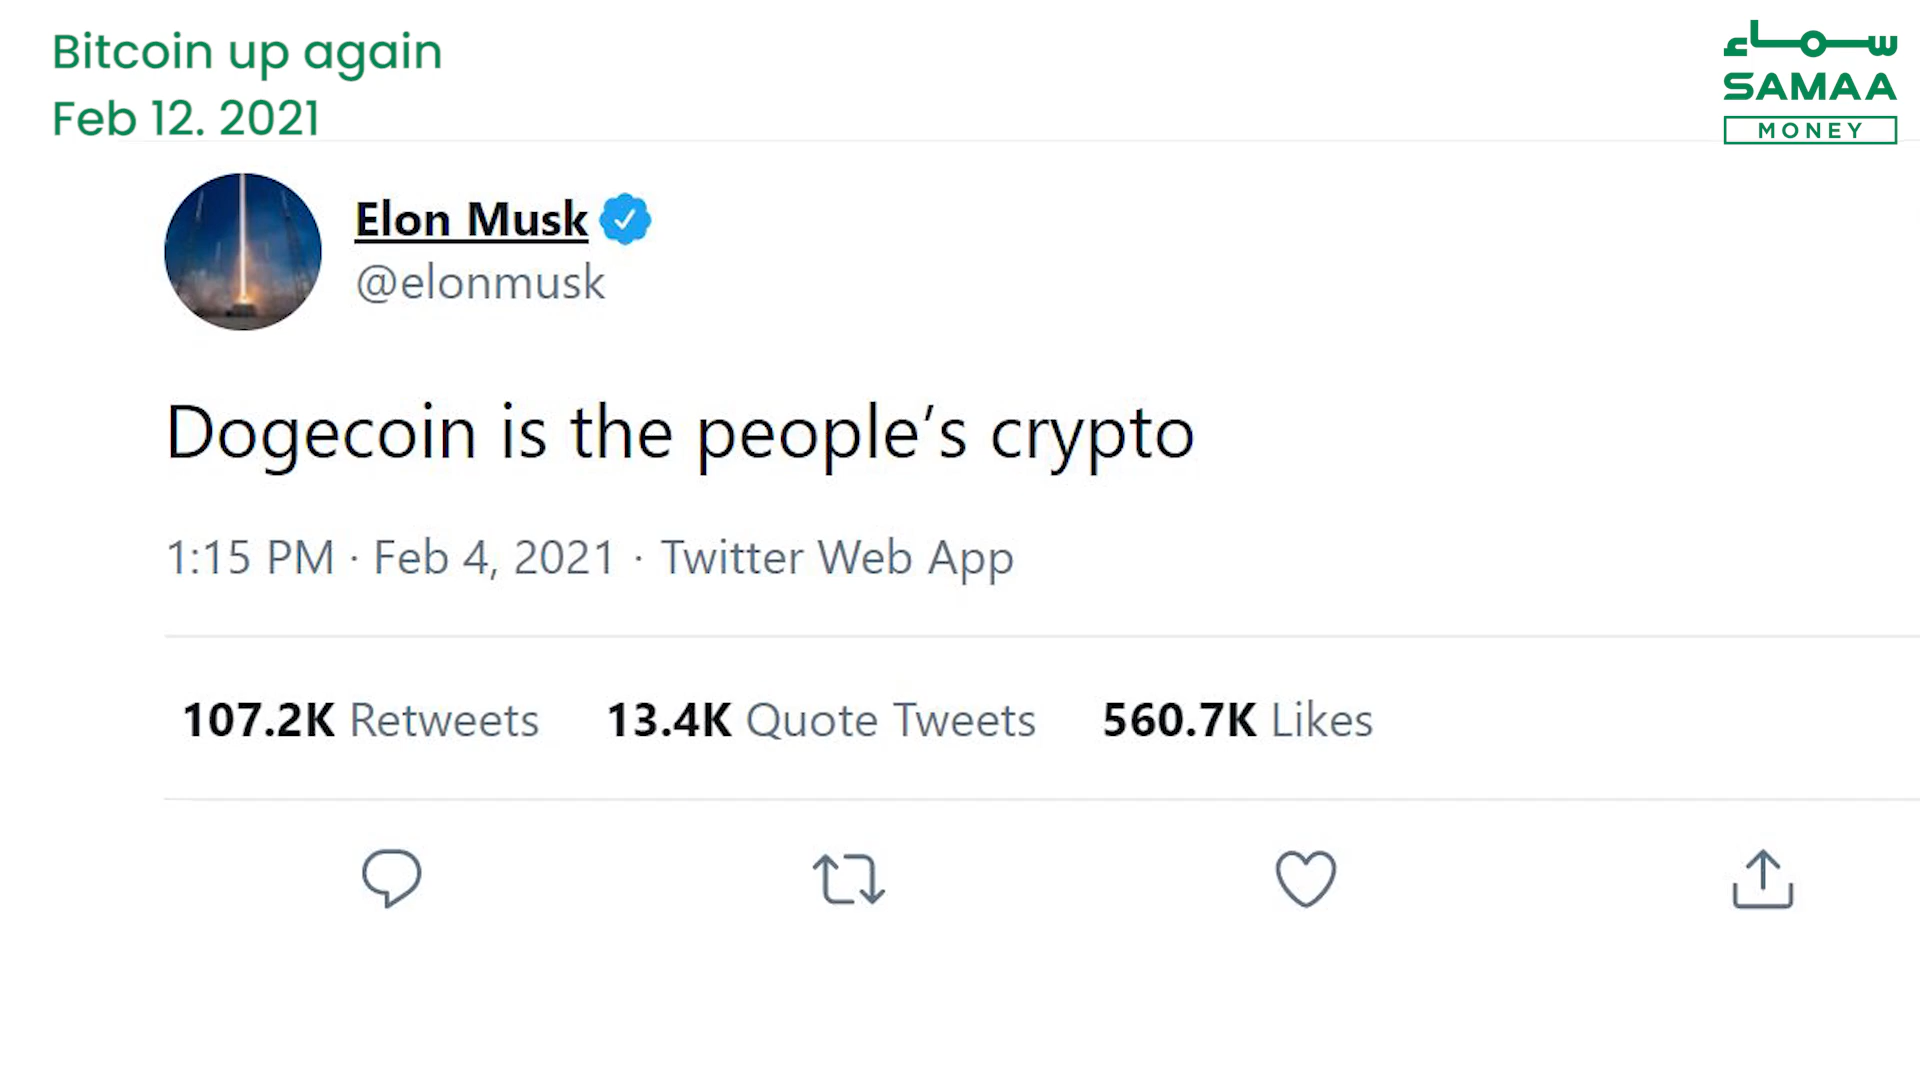 Bitcoin up again
Feb 12. 2021
سماء
SAMAA
MONEY
Elon Musk
@elonmusk
Dogecoin is the people’s crypto
1:15 PM · Feb 4, 2021 · Twitter Web App
107.2K Retweets 13.4K Quote Tweets 560.7K Likes